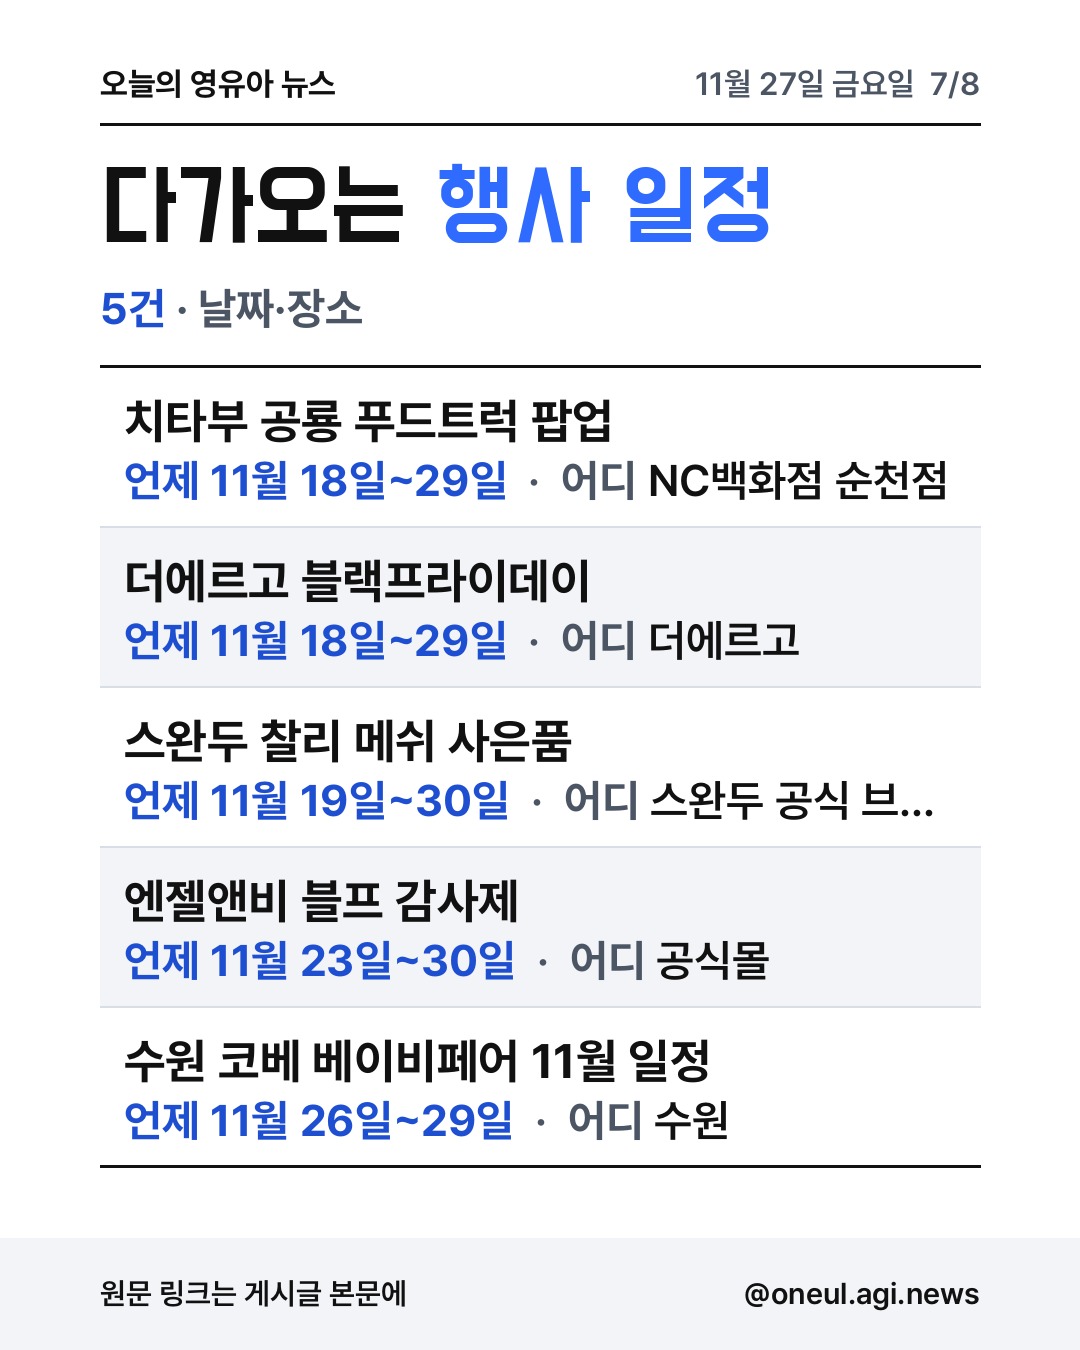 오늘의 영유아 뉴스
11월 27일 금요일 7/8
다가오는 행사 일정
5건 · 날짜·장소
치타부 공룡 푸드트럭 팝업
언제 11월 18일~29일 · 어디 NC백화점 순천점
더에르고 블랙프라이데이
언제 11월 18일~29일 · 어디 더에르고
스완두 찰리 메쉬 사은품
언제 11월 19일~30일 · 어디 스완두 공식 브...
엔젤앤비 블프 감사제
언제 11월 23일~30일 · 어디 공식몰
수원 코베 베이비페어 11월 일정
언제 11월 26일~29일 · 어디 수원
원문 링크는 게시글 본문에
@oneul.agi.news